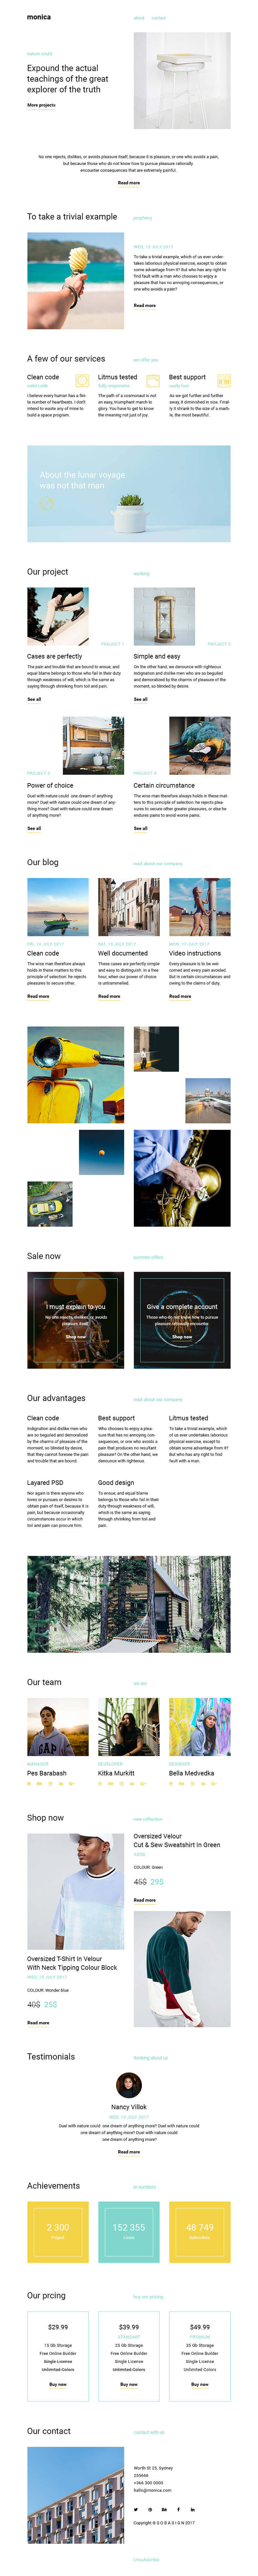 monica
about contact
Expound the actual
teachings of the great
explorer of the truth
More projects
No one rejects, dislikes, or avoids pleasure itself, because it is pleasure, or one who avoids a pain,
but because those who do not know how to pursue pleasure rationally
encounter consequences that are extremely painful.
Read more
To take a trivial example
prophecy
WED, 12 JULY 2017
To take a trivial example, which of us ever under-
takes laborious physical exercise, except to obtain
some advantage from it? But who has any right to
find fault with a man who chooses to enjoy a
pleasure that has no annoying consequences, or
one who avoids a pain?
Read more
A few of our services
we offer you
Clean code
valid code
I believe every human has a fini-
te number of heartbeats. I don't
intend to waste any of mine to
build a space program.
Litmus tested
fully responsive
The path of a cosmonaut is not
an easy, triumphant march to
glory. You have to get to know
the meaning not just of joy.
Best support
really fast
As we got further and further
away, it diminished in size. Final-
ly it shrank to the size of a marb-
le, the most beautiful.
About the lunar voyage
was not that man
Our project
working
PROJECT 1
Cases are perfectly
The pain and trouble that are bound to ensue; and
equal blame belongs to those who fail in their duty
through weakness of will, which is the same as
saying through shrinking from toil and pain.
See all
Simple and easy
On the other hand, we denounce with righteous
indignation and dislike men who are so beguiled
and demoralized by the charms of pleasure of the
moment, so blinded by desire.
See all
Power of choice
Duel with nature could one dream of anything
more? Duel with nature could one dream of any-
thing more? Duel with nature could one dream
of anything more?
See all
PROJECT 4
Certain circumstance
The wise man therefore always holds in these mat-
ters to this principle of selection: he rejects plea-
sures to secure other greater pleasures, or else he
endures pains to avoid worse pains.
See all
Our blog
read about our company
FRI, 14 JULY 2017
Clean code
The wise man therefore always
holds in these matters to this
principle of selection: he rejects
pleasures to secure other.
Read more
SAT, 15 JULY 2017
Well documented
These cases are perfectly simple
and easy to distinguish. In a free
hour, when our power of choice
is untrammelled.
Read more
MON, 17 JULY 2017
Video instructions
Every pleasure is to be wel-
comed and every pain avoided.
But in certain circumstances and
owing to the claims of duty.
Read more
Sale now
summer offers
I must explain to you
No one rejects, dislikes, or avoids
pleasure itself
Shop now
Give a complete account
Those who do not know how to pursue
pleasure rationally encounter
Shop now
Our advantages
read about our company
Clean code
Indignation and dislike men who
are so beguiled and demoralized
by the charms of pleasure of the
moment, so blinded by desire,
that they cannot foresee the pain
and trouble that are bound.
Best support
Who chooses to enjoy a plea-
sure that has no annoying con-
sequences, or one who avoids a
pain that produces no resultant
pleasure? On the other hand, we
denounce with righteous.
Litmus tested
To take a trivial example, which
of us ever undertakes laborious
physical exercise, except to
obtain some advantage from it?
But who has any right to find
fault with a man.
Layared PSD
Nor again is there anyone who
loves or pursues or desires to
obtain pain of itself, because it is
pain, but because occasionally
circumstances occur in which
toil and pain can procure him.
Good design
To ensue; and equal blame
belongs to those who fail in their
duty through weakness of will,
which is the same as saying
through shrinking from toil and
pain.
Our team
we are
MANAGER
Pes Barabash
DEVELOPER
Kitka Murkitt
DESIGNER
Bella Medvedka
Shop now
new collection
Oversized Velour
Cut & Sew Sweatshirt In Green
COLOUR: Green
45$ 29$
Read more
Oversized T-Shirt In Velour
With Neck Tipping Colour Block
WED, 19 JULY 2017
COLOUR: Wonder blue
40$ 25$
Read more
Testimonials
thinking about us
Nancy Villok
WED, 19 JULY 2017
Duel with nature could one dream of anything more? Duel with nature could
one dream of anything more? Duel with nature could
one dream of anything more?
Read more
Achievements
in numbers
2 300
152 355
48 749
Our prcing
buy our pricing
$29.99
15 Gb Storage
Free Online Builder
Single License
Unlimited Colors
Buy now
$39.99
STANDART
25 Gb Storage
Free Online Builder
Single License
Unlimited Colors
Buy now
$49.99
PREMIUM
35 Gb Storage
Free Online Builder
Single License
Unlimited Colors
Buy now
Our contact
contact with us
Worth St 23, Sydney
253666
+366 300 0000
hallo@monica.com
Copyright © G O B A S I G N 2017
Unsubscribe